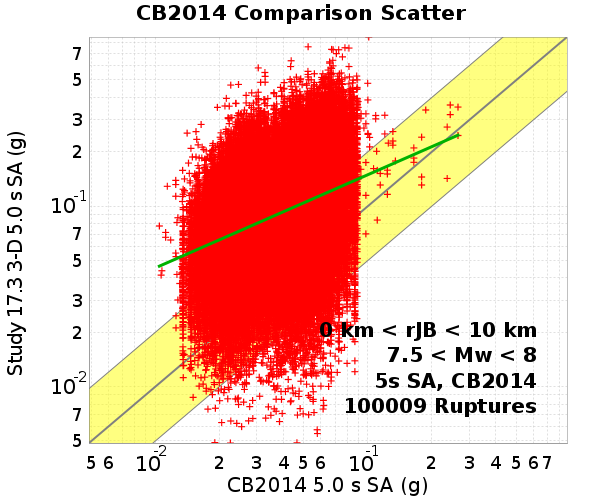 CB2014 Comparison Scatter
Study 17.3 3-D 5.0 s SA (g)
7
5
3
2
10-1
7
5
3
2
10-2
7
5
0 km < rJB < 10 km
7.5 < Mw < 8
5s SA, CB2014
100009 Ruptures
5 6 10-2 2 3 4 5 6 10-1 2 3 4 5 6 7
CB2014 5.0 s SA (g)